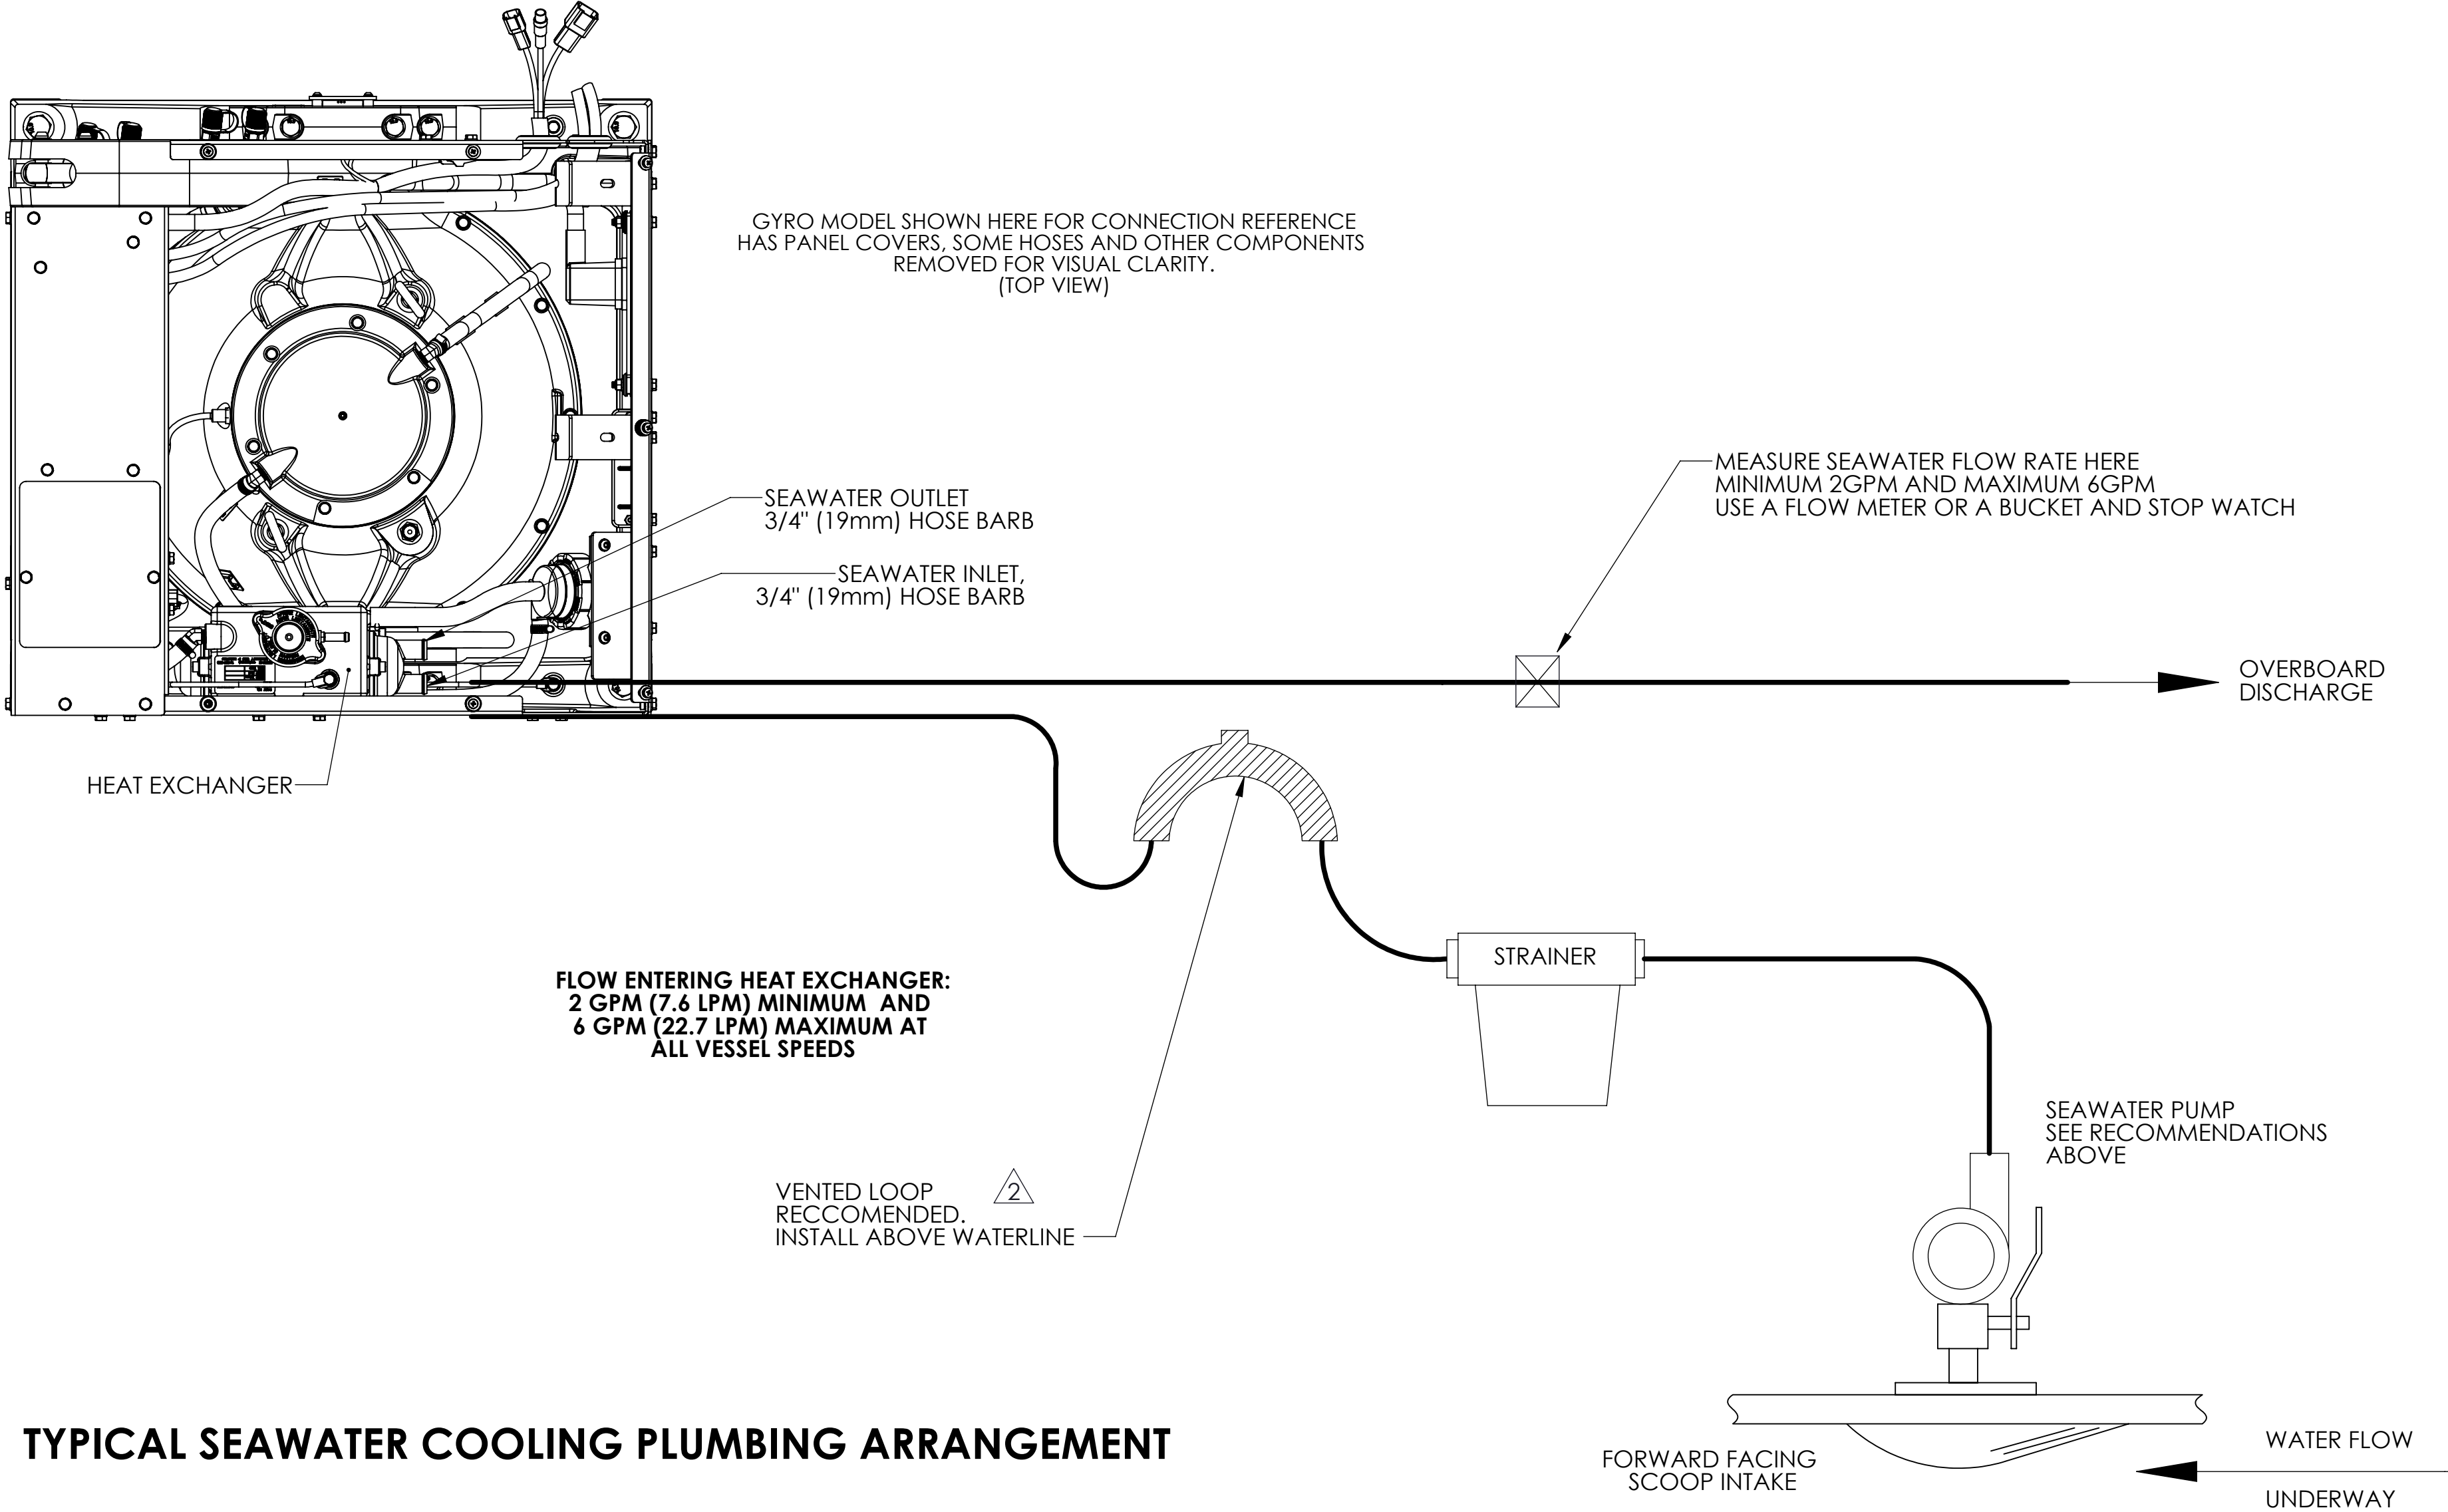 GYRO MODEL SHOWN HERE FOR CONNECTION REFERENCE
HAS PANEL COVERS, SOME HOSES AND OTHER COMPONENTS
REMOVED FOR VISUAL CLARITY.
(TOP VIEW)
SEAWATER OUTLET
3/4" (19mm) HOSE BARB
SEAWATER INLET,
3/4" (19mm) HOSE BARB
MEASURE SEAWATER FLOW RATE HERE
MINIMUM 2GPM AND MAXIMUM 6GPM
USE A FLOW METER OR A BUCKET AND STOP WATCH
OVERBOARD
DISCHARGE
HEAT EXCHANGER
STRAINER
FLOW ENTERING HEAT EXCHANGER:
2 GPM (7.6 LPM) MINIMUM AND
6 GPM (22.7 LPM) MAXIMUM AT
ALL VESSEL SPEEDS
SEAWATER PUMP
SEE RECOMMENDATIONS
ABOVE
VENTED LOOP
RECCOMENDED.
INSTALL ABOVE WATERLINE
2
TYPICAL SEAWATER COOLING PLUMBING ARRANGEMENT
FORWARD FACING
SCOOP INTAKE
WATER FLOW
UNDERWAY